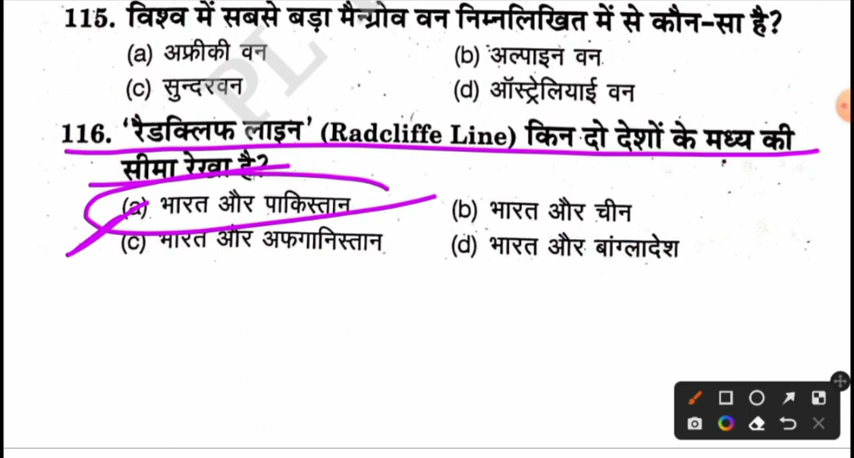 115. विश्व में सबसे बड़ा मैन्ग्रोव वन निम्नलिखित में से कौन-सा है?
(a) अफ्रीकी वन (b) अल्पाइन वन
(c) सुन्दरवन (d) ऑस्ट्रेलियाई वन
116. ‘रैडक्लिफ लाइन’ (Radcliffe Line) किन दो देशों के मध्य की
सीमा रेखा है?
(a) भारत और पाकिस्तान (b) भारत और चीन
(c) भारत और अफगानिस्तान (d) भारत और बांग्लादेश